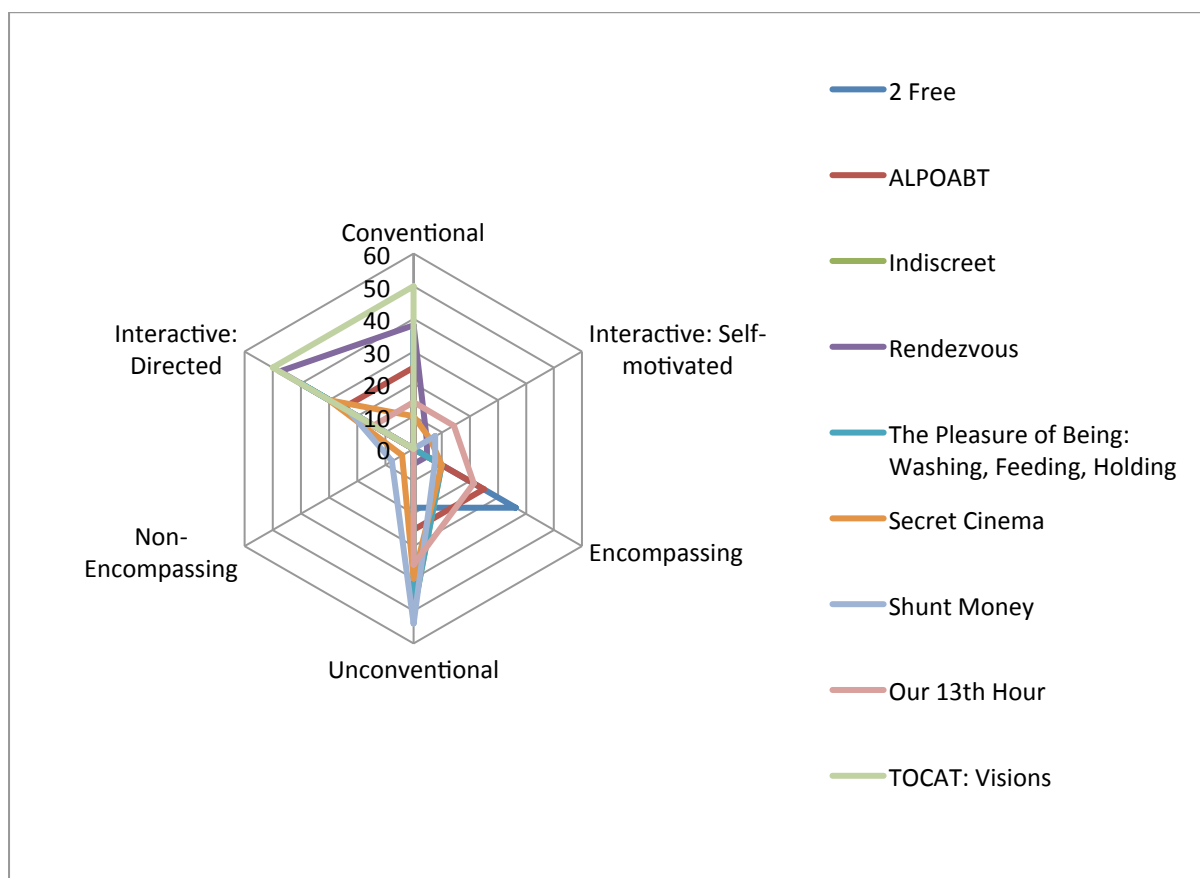 Conventional
60
50
40
30
20
10
0
Interactive: Self-
motivated
Encompassing
Unconventional
Non-
Encompassing
Interactive:
Directed
2 Free
ALPOABT
Indiscreet
Rendezvous
The Pleasure of Being:
Washing, Feeding, Holding
Secret Cinema
Shunt Money
Our 13th Hour
TOCAT: Visions